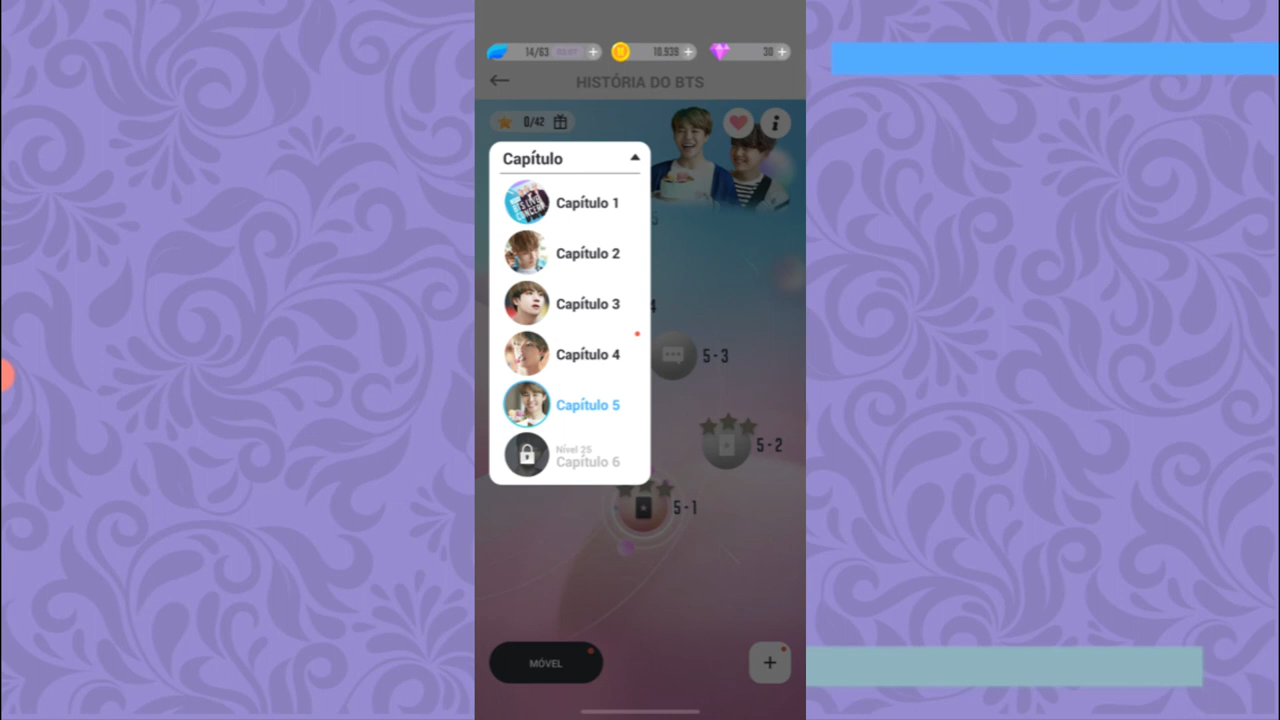 14/63
10.939
30
HISTÓRIA DO BTS
0/42
Capítulo
Capítulo 1
Capítulo 2
Capítulo 3
Capítulo 4
Capítulo 5
Nível 25
Capítulo 6
4
5-3
5-2
5-1
MÓVEL